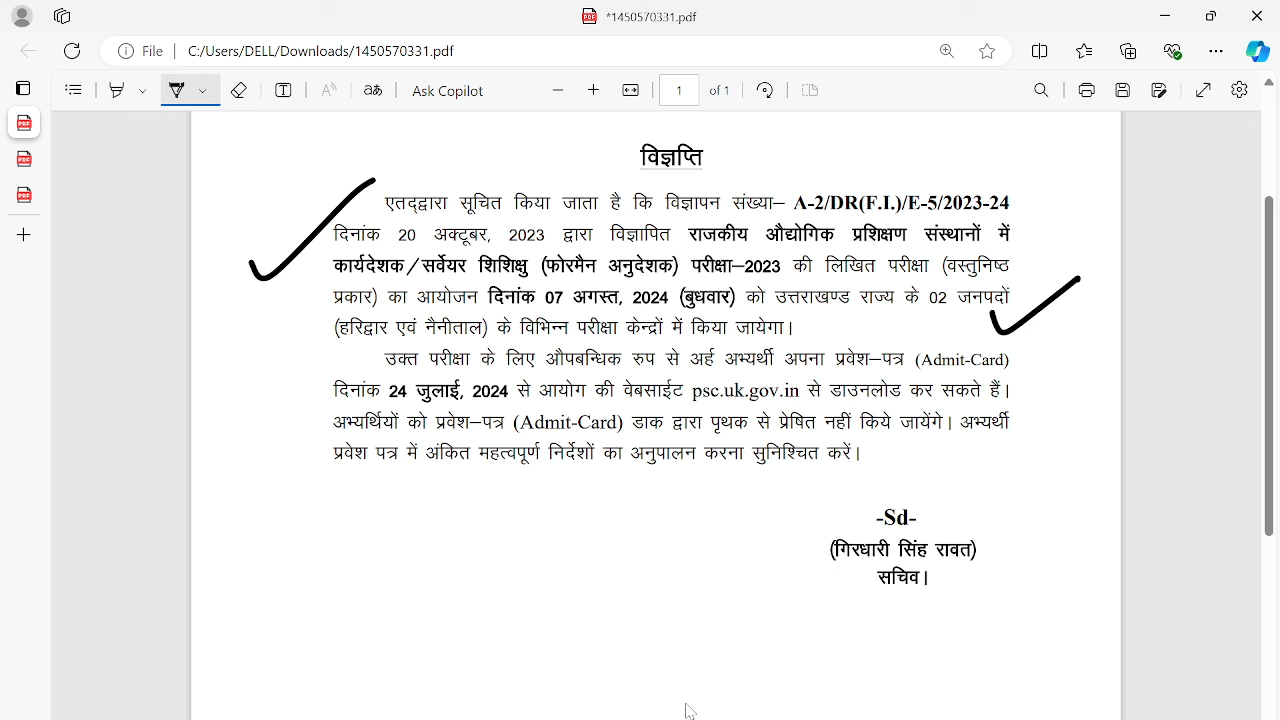 *1450570331.pdf
File C:/Users/DELL/Downloads/1450570331.pdf
Ask Copilot 1 of 1
विज्ञप्ति
एतद्द्वारा सूचित किया जाता है कि विज्ञापन संख्या– A-2/DR(F.I.)/E-5/2023-24
दिनांक 20 अक्टूबर, 2023 द्वारा विज्ञापित राजकीय औद्योगिक प्रशिक्षण संस्थानों में
कार्यदेशक/सर्वेयर शिशिक्षु (फोरमैन अनुदेशक) परीक्षा–2023 की लिखित परीक्षा (वस्तुनिष्ठ
प्रकार) का आयोजन दिनांक 07 अगस्त, 2024 (बुधवार) को उत्तराखण्ड राज्य के 02 जनपदों
(हरिद्वार एवं नैनीताल) के विभिन्न परीक्षा केन्द्रों में किया जायेगा।
उक्त परीक्षा के लिए औपबन्धिक रुप से अर्ह अभ्यर्थी अपना प्रवेश–पत्र (Admit-Card)
दिनांक 24 जुलाई, 2024 से आयोग की वेबसाईट psc.uk.gov.in से डाउनलोड कर सकते हैं।
अभ्यर्थियों को प्रवेश–पत्र (Admit-Card) डाक द्वारा पृथक से प्रेषित नहीं किये जायेंगे। अभ्यर्थी
प्रवेश पत्र में अंकित महत्वपूर्ण निर्देशों का अनुपालन करना सुनिश्चित करें।
-Sd-
(गिरधारी सिंह रावत)
सचिव।